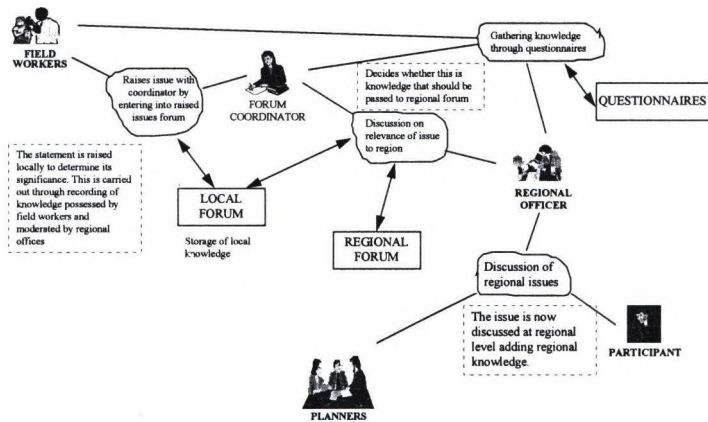 FIELD
WORKERS
Gathering knowledge
through questionnaires
Raises issue with
coordinator by
entering into raised
issues forum
FORUM
COORDINATOR
Decides whether this is
knowledge that should be
passed to regional forum
QUESTIONNAIRES
Discussion on
relevance of issue
to region
The statement is raised
locally to determine its
significance. This is carried
out through recording of
knowledge possessed by
field workers and
moderated by regional
offices
LOCAL
FORUM
Storage of local
knowledge
REGIONAL
FORUM
REGIONAL
OFFICER
Discussion of
regional issues
The issue is now
discussed at regional
level adding regional
knowledge.
PARTICIPANT
PLANNERS